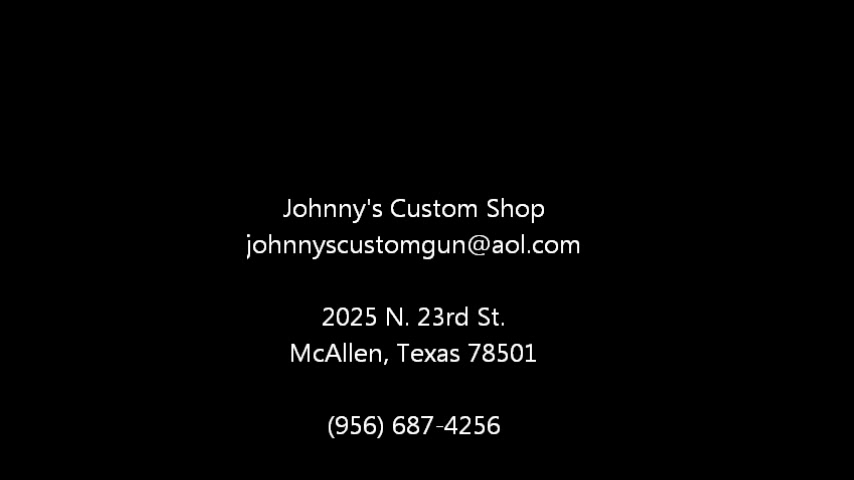 Johnny's Custom Shop
johnnyscustomgun@aol.com
2025 N. 23rd St.
McAllen, Texas 78501
(956) 687-4256